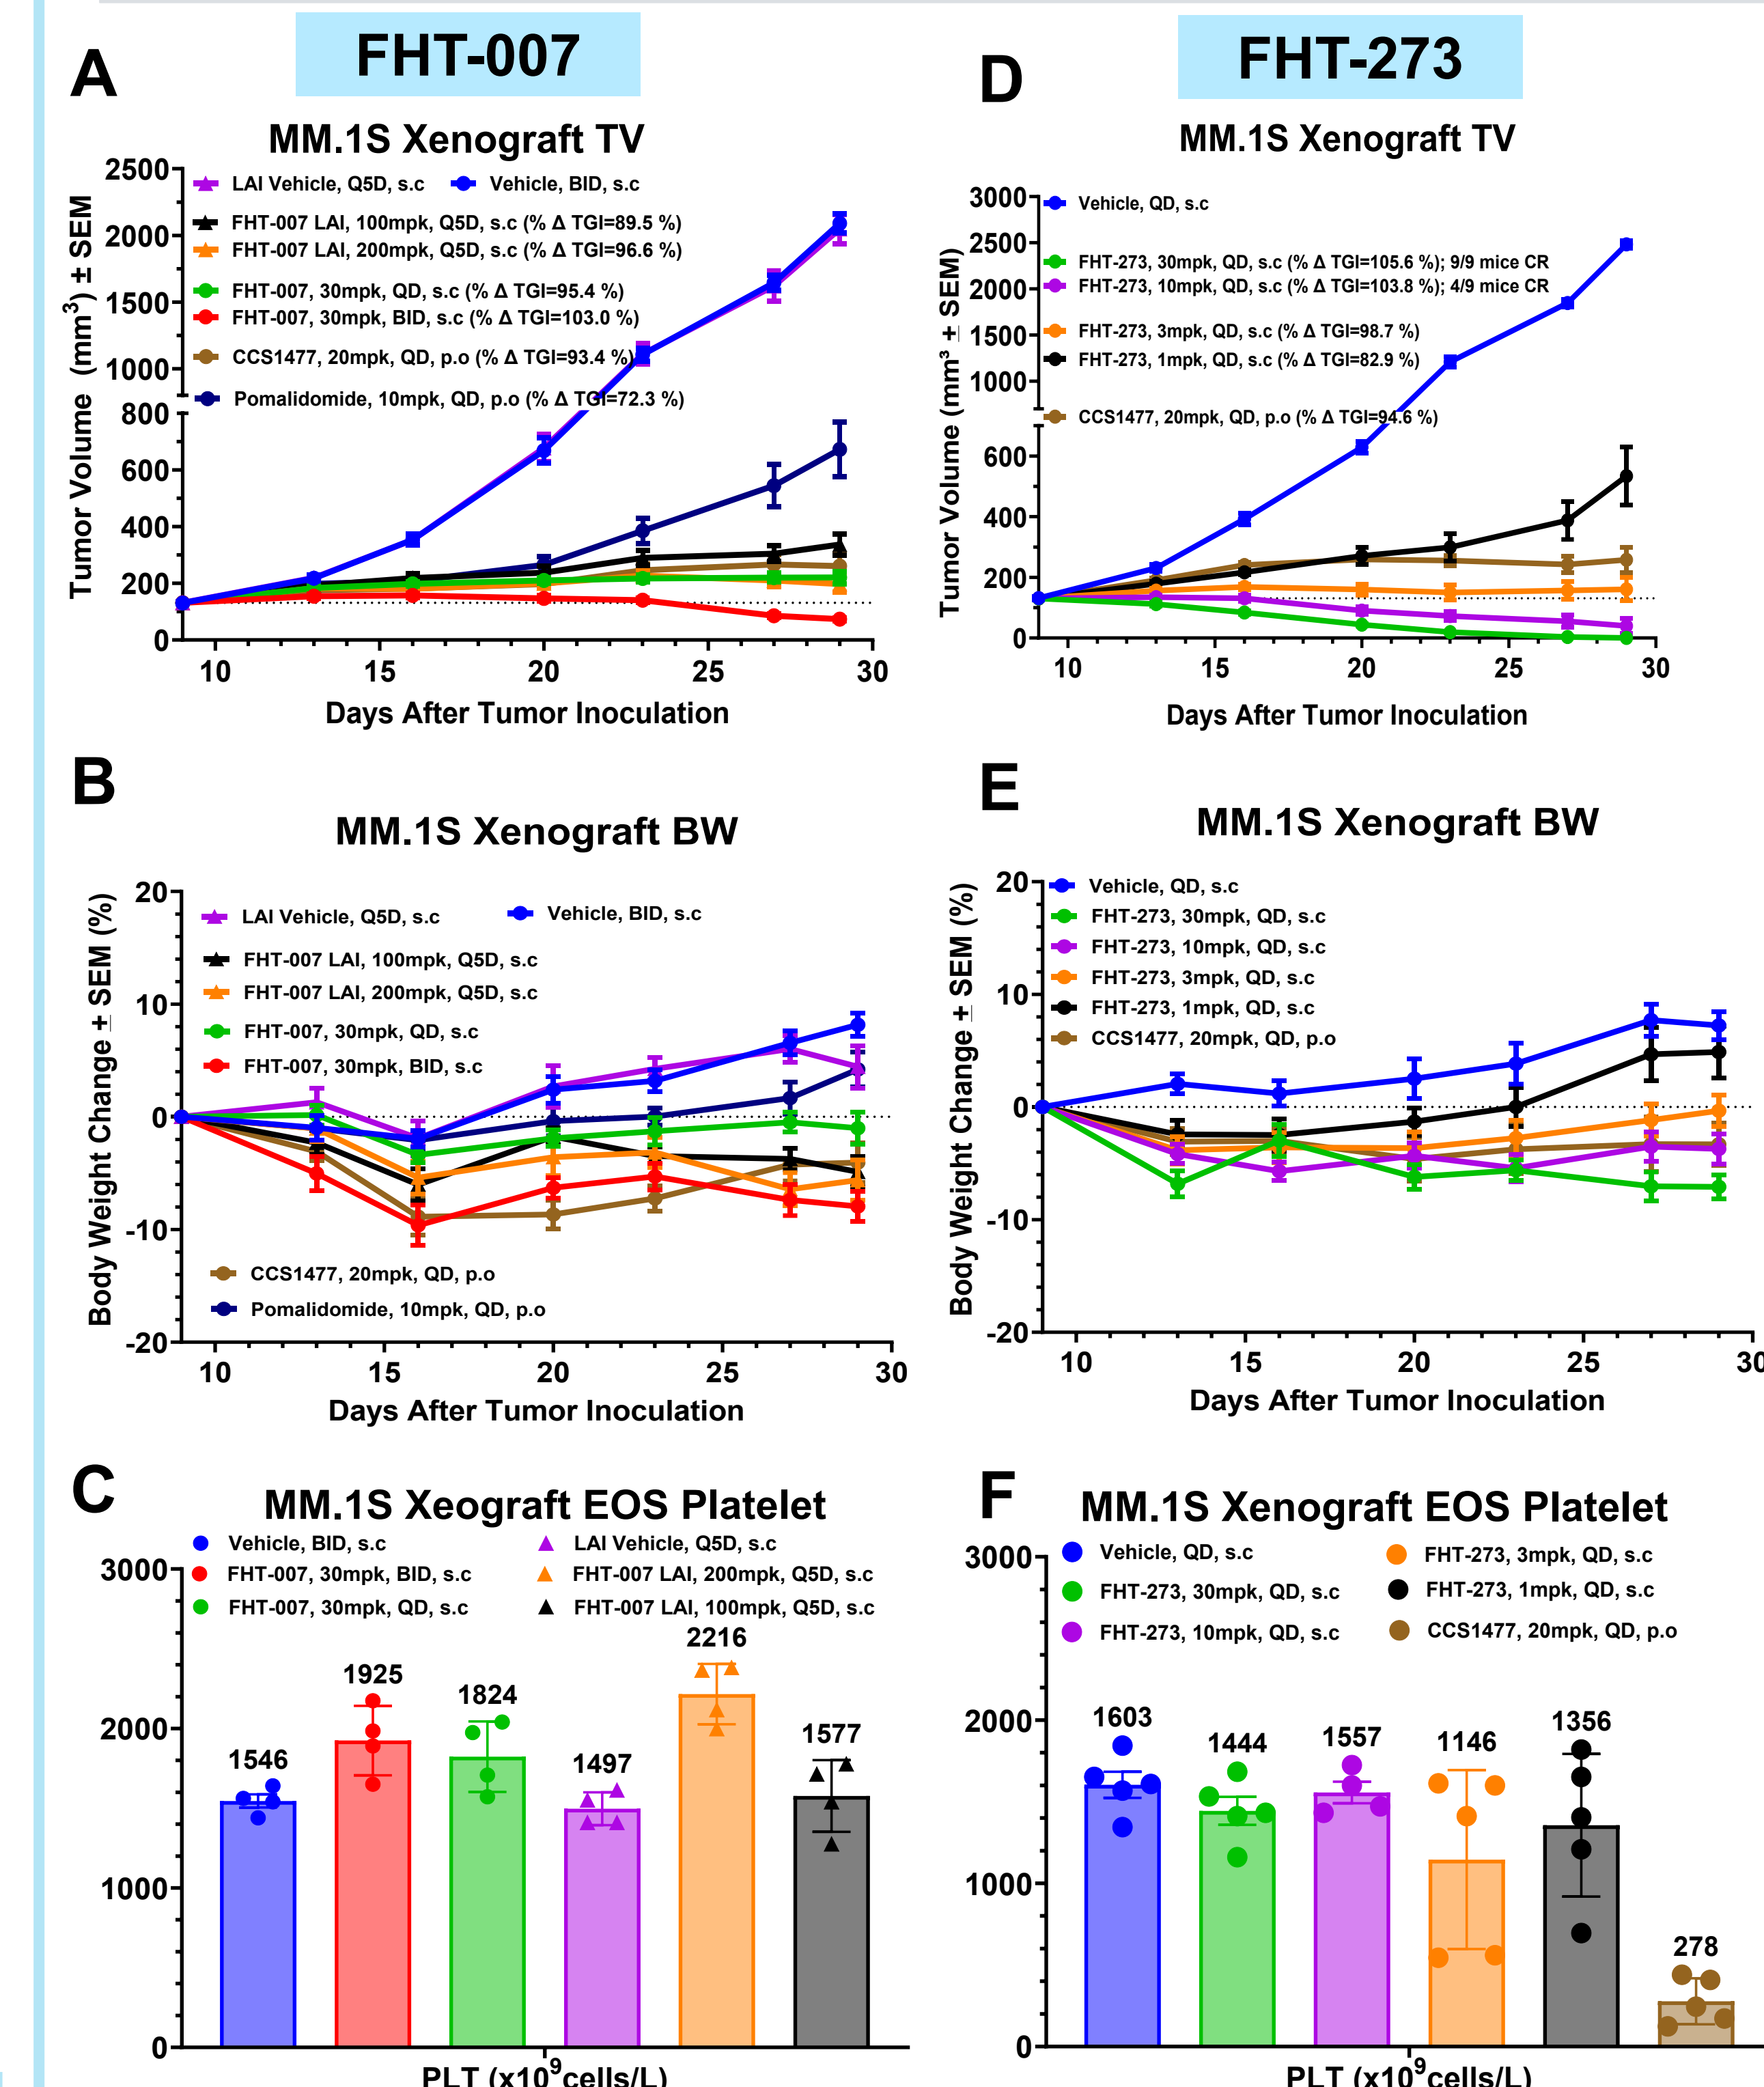 FHT-007
A
MM.1S Xenograft TV
Tumor Volume (mm³) ± SEM
2500
2000
1500
1000
800
600
400
200
0
LAI Vehicle, Q5D, s.c
Vehicle, BID, s.c
FHT-007 LAI, 100mpk, Q5D, s.c (% Δ TGI=89.5 %)
FHT-007 LAI, 200mpk, Q5D, s.c (% Δ TGI=96.6 %)
FHT-007, 30mpk, QD, s.c (% Δ TGI=95.4 %)
FHT-007, 30mpk, BID, s.c (% Δ TGI=103.0 %)
CCS1477, 20mpk, QD, p.o (% Δ TGI=93.4 %)
Pomalidomide, 10mpk, QD, p.o (% Δ TGI=72.3 %)
10 15 20 25 30
Days After Tumor Inoculation
FHT-273
D
MM.1S Xenograft TV
Tumor Volume (mm³ ± SEM)
3000
2500
2000
1500
1000
600
400
200
0
Vehicle, QD, s.c
FHT-273, 30mpk, QD, s.c (% Δ TGI=105.6 %); 9/9 mice CR
FHT-273, 10mpk, QD, s.c (% Δ TGI=103.8 %); 4/9 mice CR
FHT-273, 3mpk, QD, s.c (% Δ TGI=98.7 %)
FHT-273, 1mpk, QD, s.c (% Δ TGI=82.9 %)
CCS1477, 20mpk, QD, p.o (% Δ TGI=94.6 %)
10 15 20 25 30
Days After Tumor Inoculation
B
MM.1S Xenograft BW
Body Weight Change ± SEM (%)
20
10
0
-10
-20
LAI Vehicle, Q5D, s.c
Vehicle, BID, s.c
FHT-007 LAI, 100mpk, Q5D, s.c
FHT-007 LAI, 200mpk, Q5D, s.c
FHT-007, 30mpk, QD, s.c
FHT-007, 30mpk, BID, s.c
CCS1477, 20mpk, QD, p.o
Pomalidomide, 10mpk, QD, p.o
10 15 20 25 30
Days After Tumor Inoculation
E
MM.1S Xenograft BW
Body Weight Change ± SEM (%)
20
10
0
-10
-20
Vehicle, QD, s.c
FHT-273, 30mpk, QD, s.c
FHT-273, 10mpk, QD, s.c
FHT-273, 3mpk, QD, s.c
FHT-273, 1mpk, QD, s.c
CCS1477, 20mpk, QD, p.o
10 15 20 25 30
Days After Tumor Inoculation
C
MM.1S Xeograft EOS Platelet
Vehicle, BID, s.c
LAI Vehicle, Q5D, s.c
FHT-007, 30mpk, BID, s.c
FHT-007 LAI, 200mpk, Q5D, s.c
FHT-007, 30mpk, QD, s.c
FHT-007 LAI, 100mpk, Q5D, s.c
3000
2000
1000
0
1546
1925
1824
1497
2216
1577
PLT (x10⁹cells/L)
F
MM.1S Xenograft EOS Platelet
Vehicle, QD, s.c
FHT-273, 3mpk, QD, s.c
FHT-273, 30mpk, QD, s.c
FHT-273, 1mpk, QD, s.c
FHT-273, 10mpk, QD, s.c
CCS1477, 20mpk, QD, p.o
3000
2000
1000
0
1603
1444
1557
1146
1356
278
PLT (x10⁹cells/L)